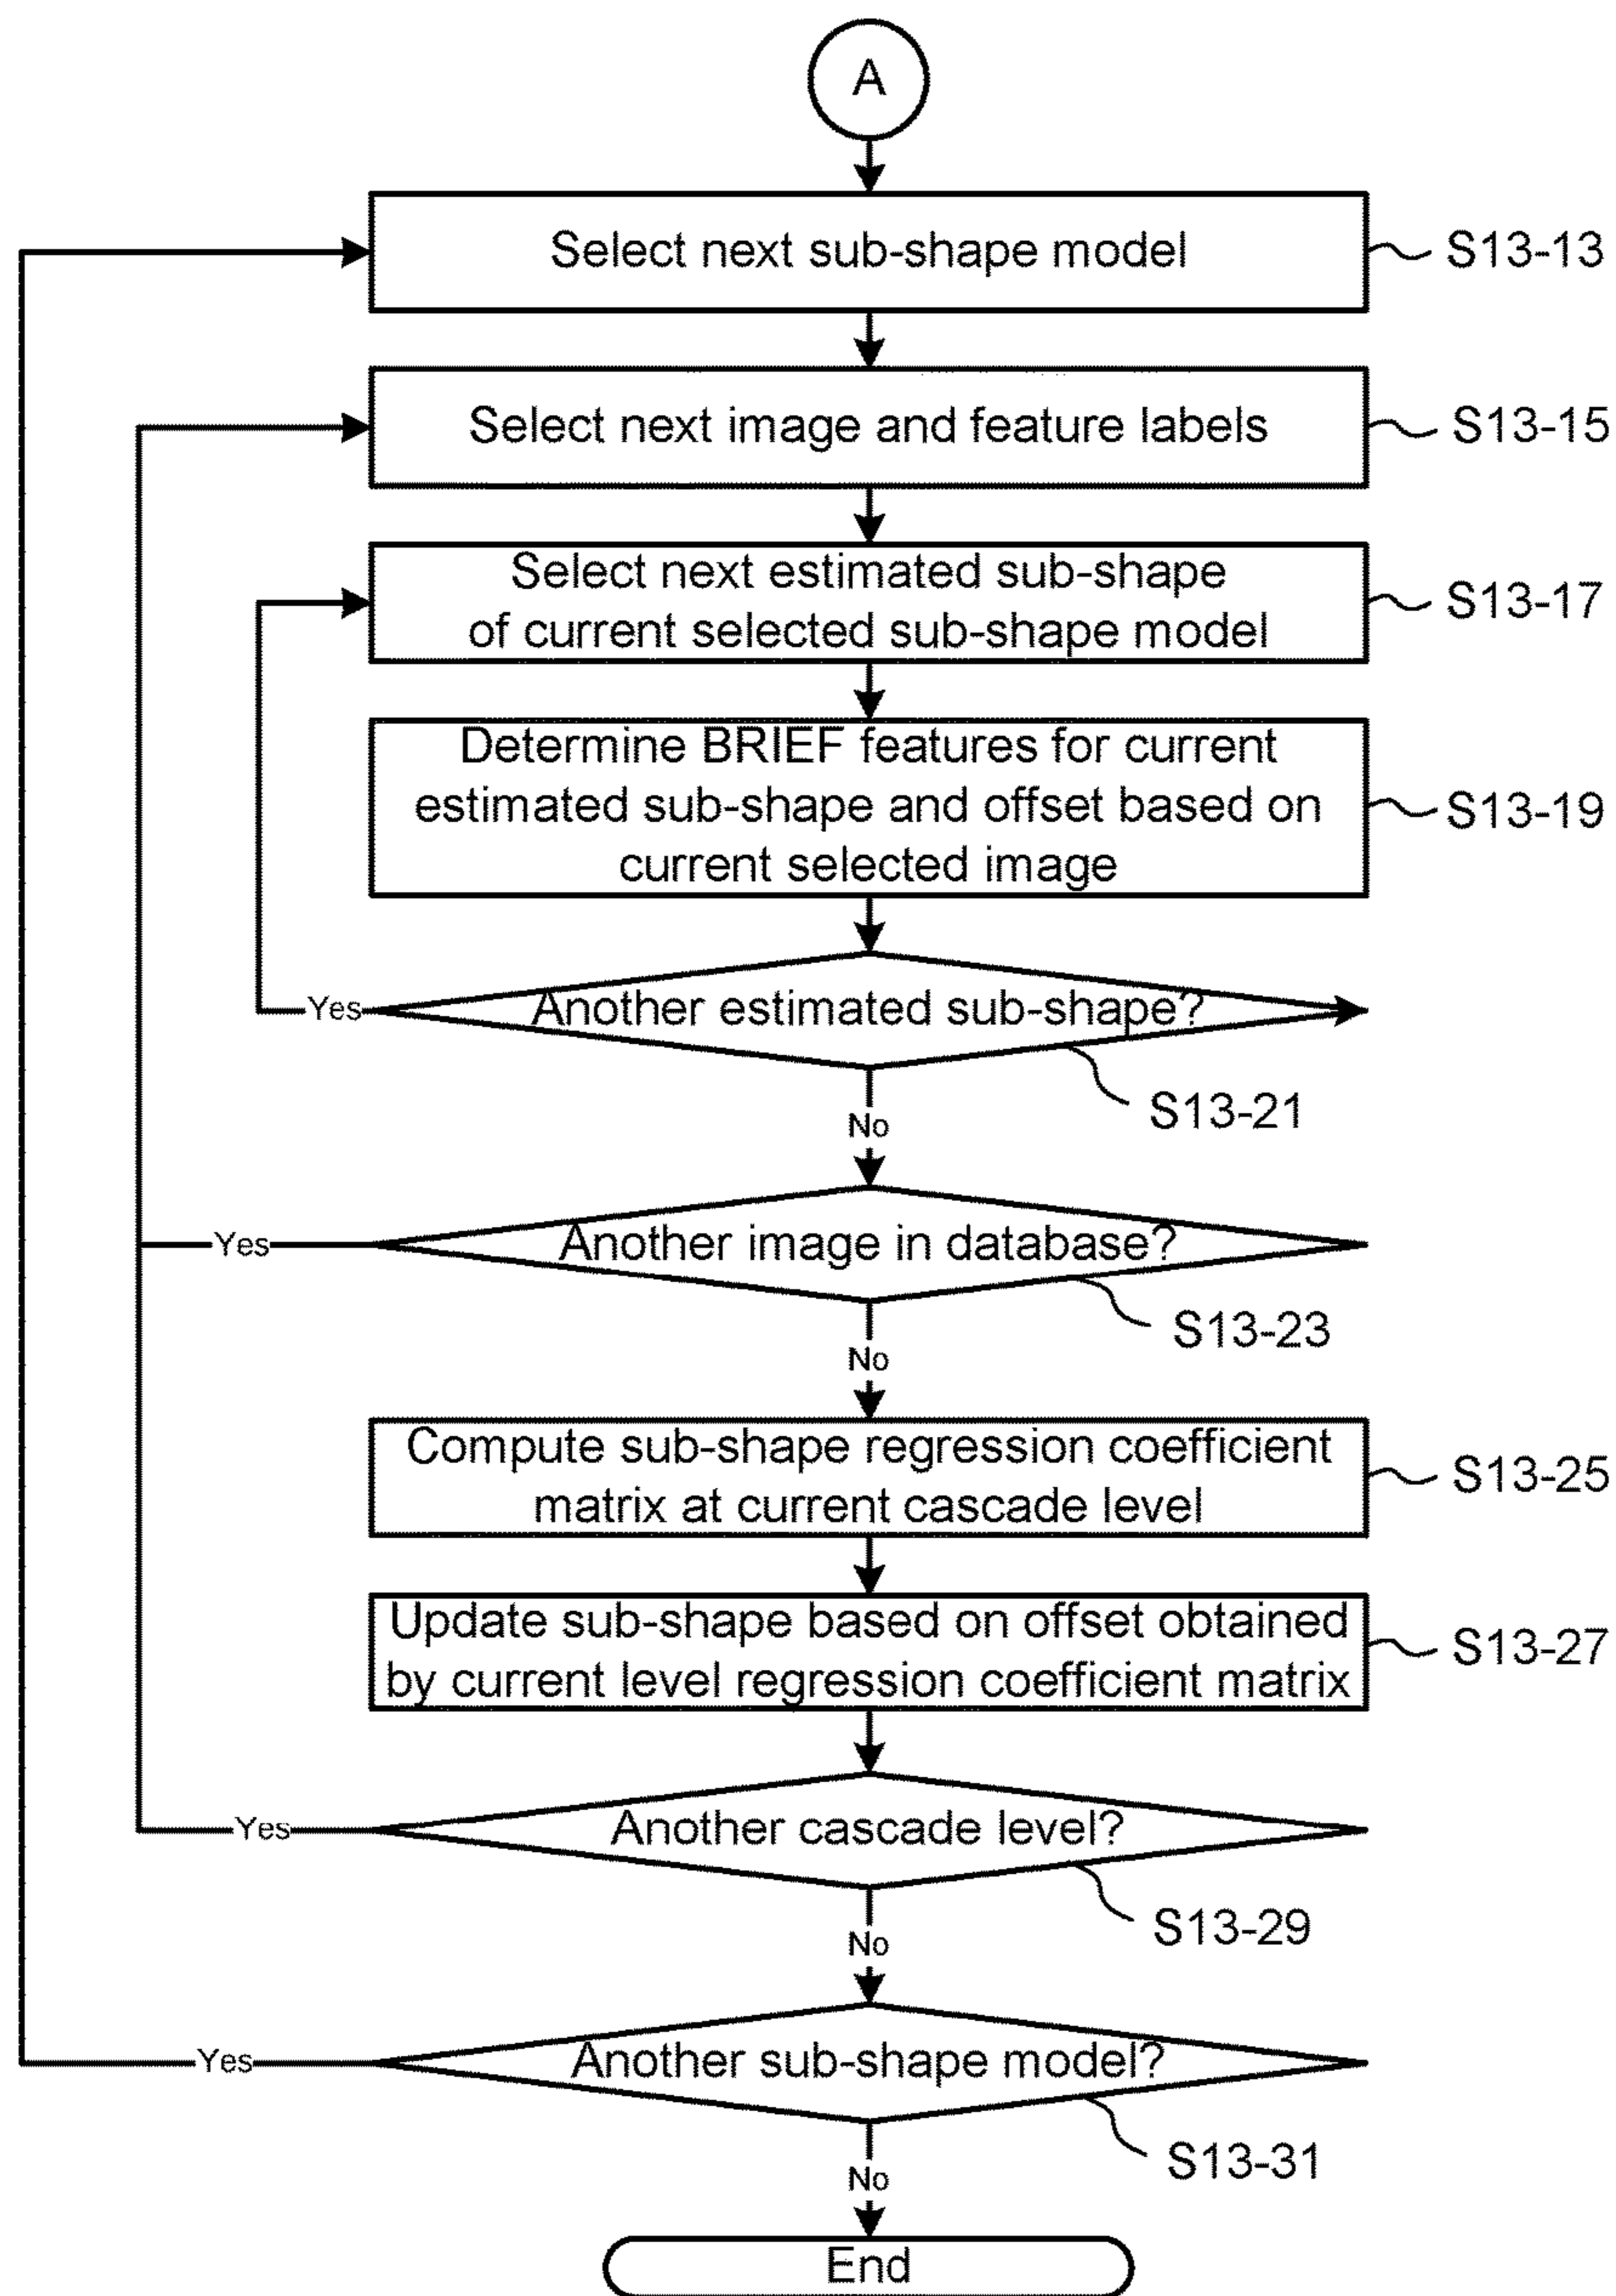 A
Select next sub-shape model
S13-13
Select next image and feature labels
S13-15
Select next estimated sub-shape
of current selected sub-shape model
S13-17
Determine BRIEF features for current
estimated sub-shape and offset based on
current selected image
S13-19
Another estimated sub-shape?
Yes
S13-21
No
Another image in database?
Yes
S13-23
No
Compute sub-shape regression coefficient
matrix at current cascade level
S13-25
Update sub-shape based on offset obtained
by current level regression coefficient matrix
S13-27
Another cascade level?
Yes
S13-29
No
Another sub-shape model?
Yes
S13-31
No
End